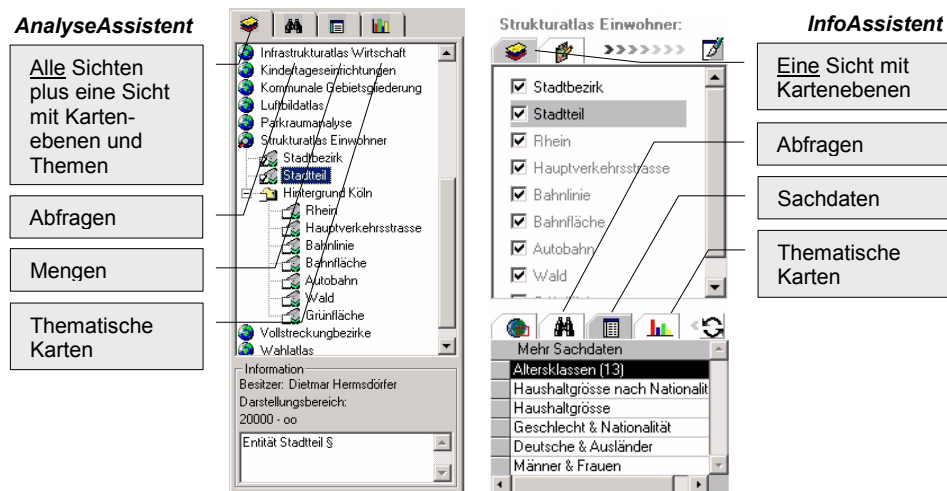 AnalyseAssistent
Alle Sichten
plus eine Sicht
mit Karten-
ebenen und
Themen
Abfragen
Mengen
Thematische
Karten
Infrastrukturatlas Wirtschaft
Kindertageseinrichtungen
Kommunale Gebietsgliederung
Luftbildatlas
Parkraumanalyse
Strukturatlas Einwohner
Stadtbezirk
Stadtteil
Hintergrund Köln
Rhein
Hauptverkehrsstrasse
Bahnlinie
Bahnfläche
Autobahn
Wald
Grünfläche
Vollstreckungbezirke
Wahlatlas
Information
Besitzer: Dietmar Hermsdörfer
Darstellungsbereich:
20000 - oo
Entität Stadtteil §
Strukturatlas Einwohner:
>>>>>>>
Stadtbezirk
Stadtteil
Rhein
Hauptverkehrsstrasse
Bahnlinie
Bahnfläche
Autobahn
Wald
Mehr Sachdaten
Altersklassen (13)
Haushaltgrösse nach Nationalit
Haushaltgrösse
Geschlecht & Nationalität
Deutsche & Ausländer
Männer & Frauen
InfoAssistent
Eine Sicht mit
Kartenebenen
Abfragen
Sachdaten
Thematische
Karten